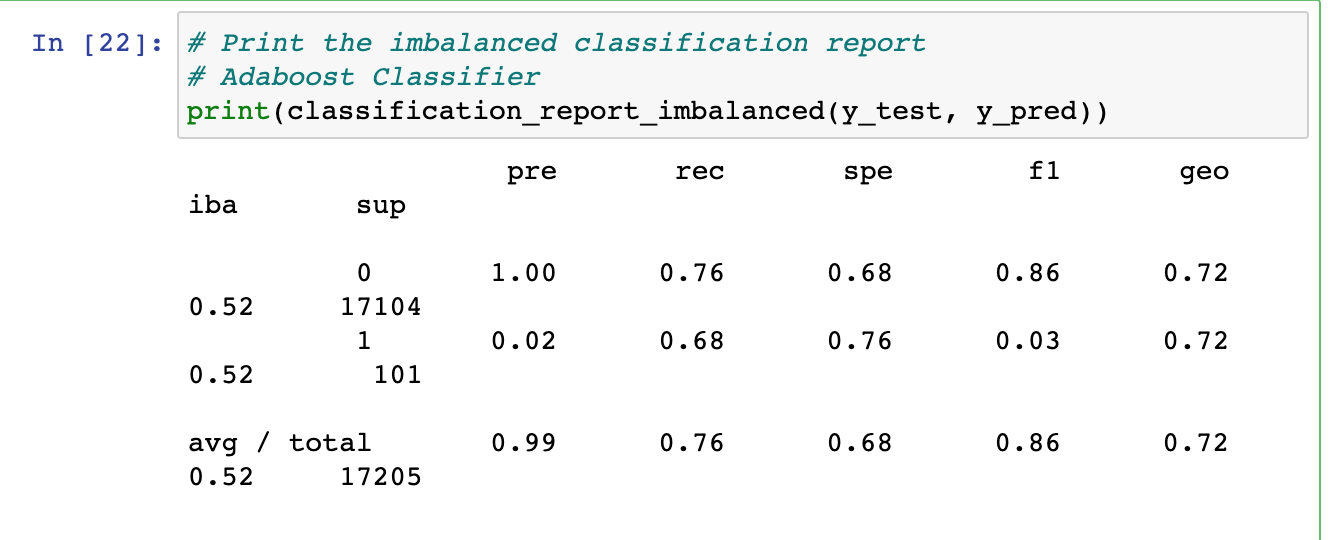 In [22]: # Print the imbalanced classification report
# Adaboost Classifier
print(classification_report_imbalanced(y_test, y_pred))
pre rec spe f1 geo
iba sup
0 1.00 0.76 0.68 0.86 0.72
0.52 17104
1 0.02 0.68 0.76 0.03 0.72
0.52 101
avg / total 0.99 0.76 0.68 0.86 0.72
0.52 17205